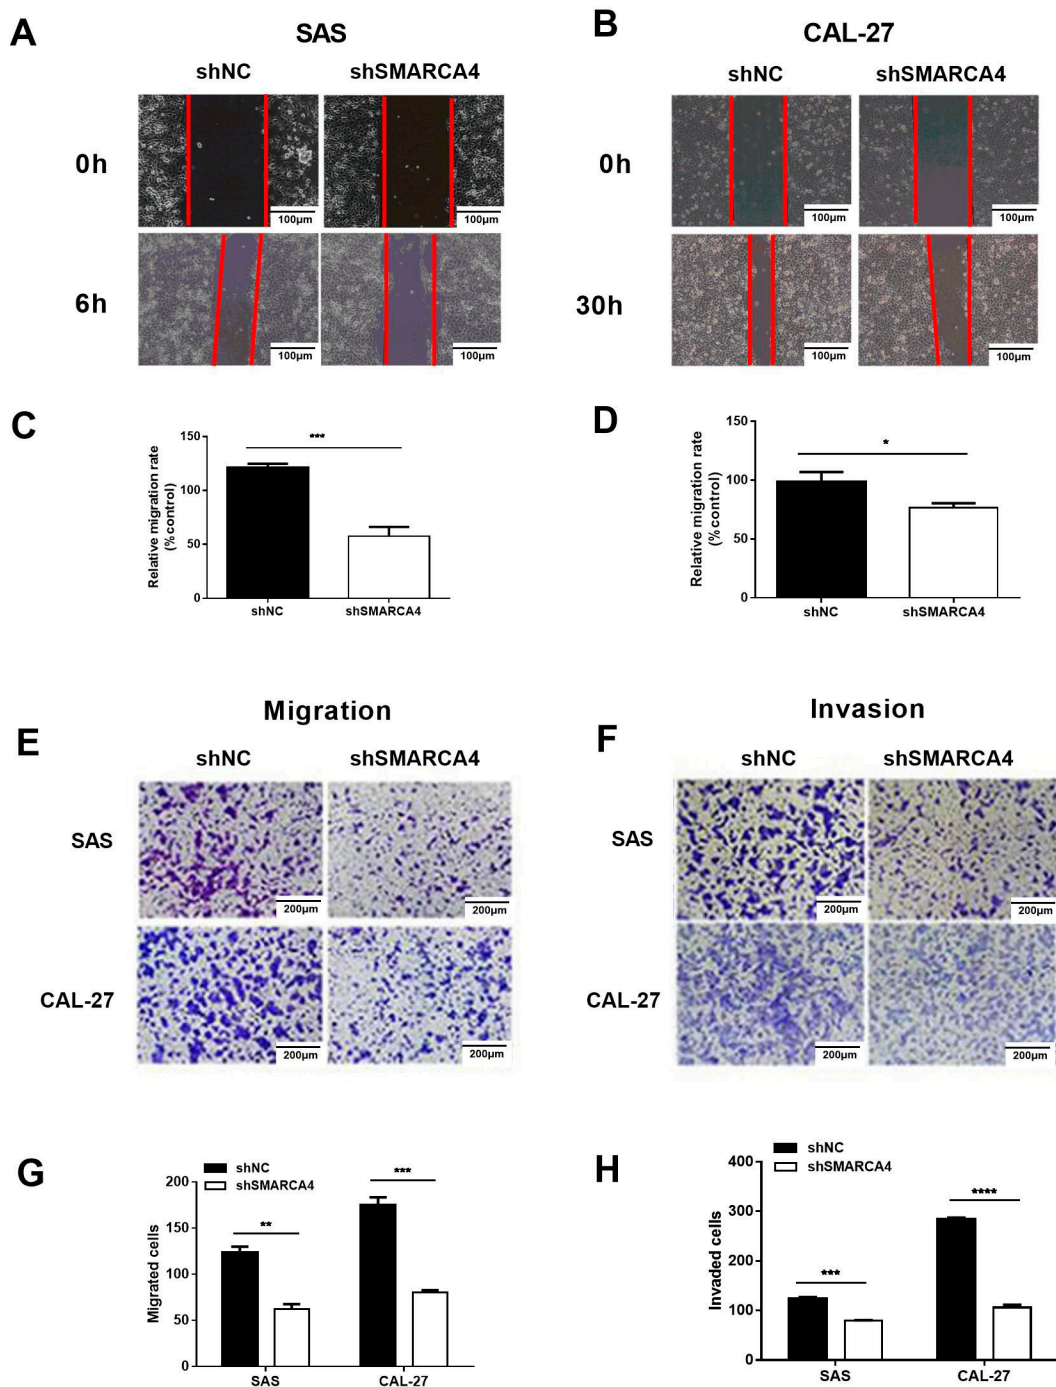 A
SAS
shNC
shSMARCA4
0h
100μm
100μm
6h
100μm
100μm
B
CAL-27
shNC
shSMARCA4
0h
100μm
100μm
30h
100μm
100μm
C
Relative migration rate
(%control)
150
100
50
0
***
shNC
shSMARCA4
D
Relative migration rate
(%control)
150
100
50
0
*
shNC
shSMARCA4
E
Migration
shNC
shSMARCA4
SAS
200μm
200μm
CAL-27
200μm
200μm
F
Invasion
shNC
shSMARCA4
SAS
200μm
200μm
CAL-27
200μm
200μm
G
shNC
shSMARCA4
Migrated cells
200
150
100
50
0
**
***
SAS
CAL-27
H
shNC
shSMARCA4
Invaded cells
400
300
200
100
0
***
****
SAS
CAL-27